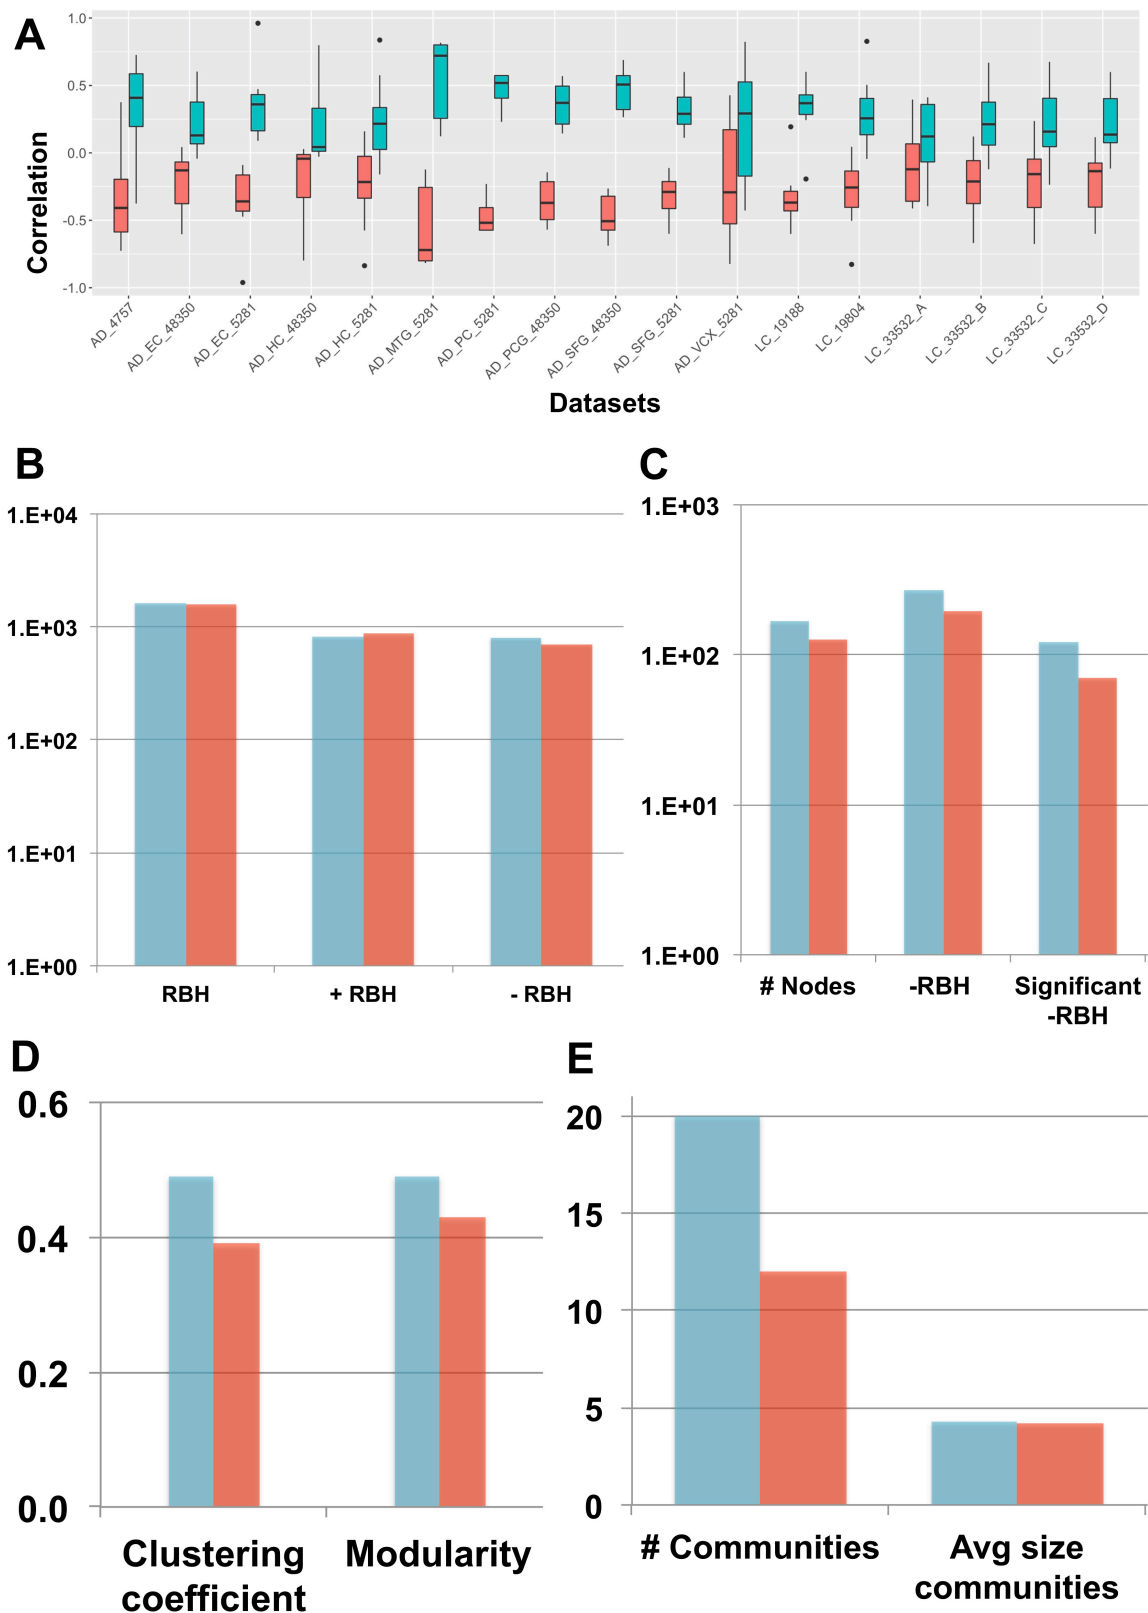 A
1.0
0.5
0.0
-0.5
-1.0
Correlation
AD_4757
AD_EC_48350
AD_EC_5281
AD_HC_48350
AD_HC_5281
AD_MTG_5281
AD_PC_5281
AD_PCG_48350
AD_SFG_48350
AD_SFG_5281
AD_VCX_5281
LC_19188
LC_19804
LC_33532_A
LC_33532_B
LC_33532_C
LC_33532_D
Datasets
B
1.E+04
1.E+03
1.E+02
1.E+01
1.E+00
RBH
+ RBH
- RBH
C
1.E+03
1.E+02
1.E+01
1.E+00
# Nodes
-RBH
Significant
-RBH
D
0.6
0.4
0.2
0.0
Clustering
coefficient
Modularity
E
20
15
10
5
0
# Communities
Avg size
communities